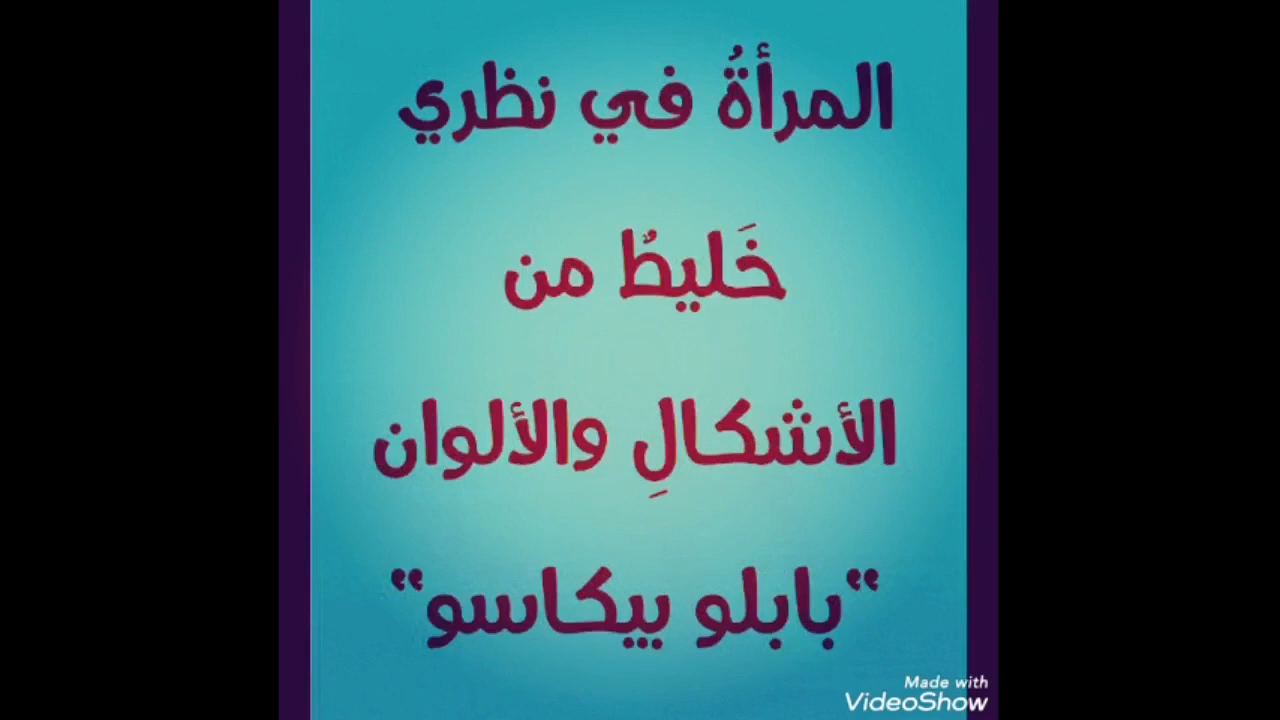 المرأةُ في نظري
خَليطٌ من
الأشكالِ والألوان
“بابلو بيكاسو“
Made with
VideoShow